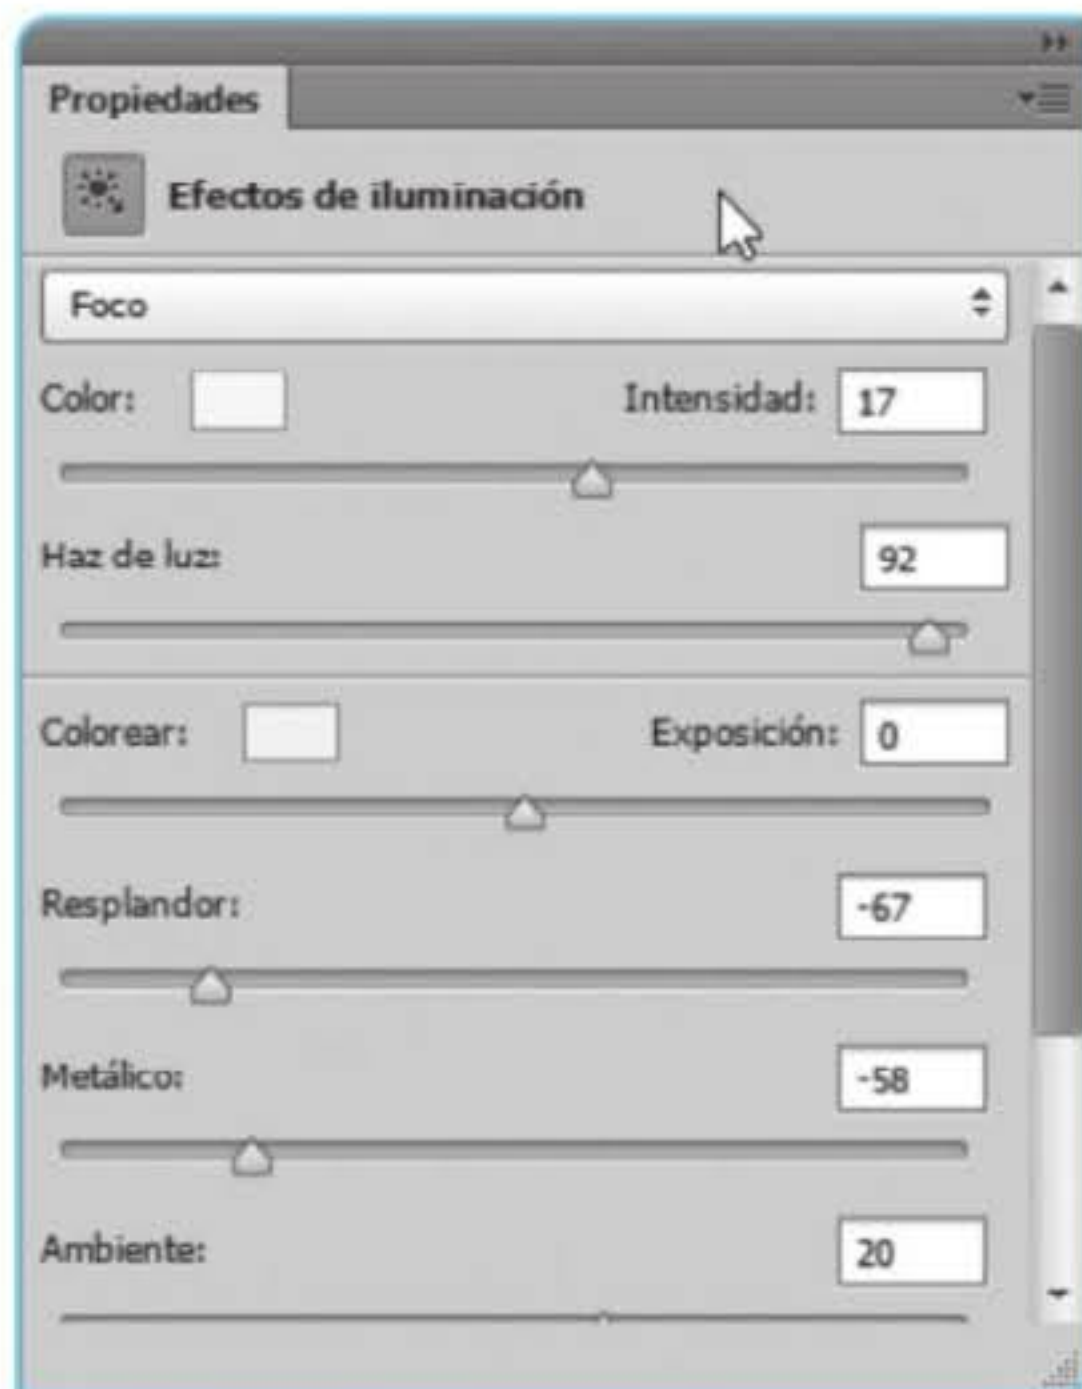 Propiedades
Efectos de iluminación
Foco
Color: Intensidad: 17
Haz de luz: 92
Colorear: Exposición: 0
Resplandor: -67
Metálico: -58
Ambiente: 20